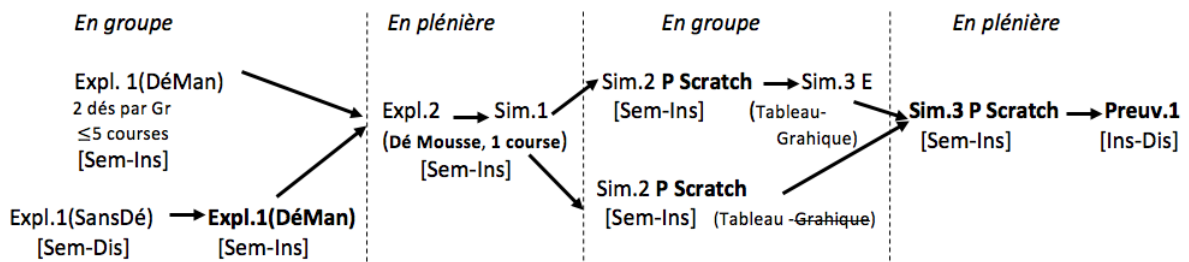 En groupe
En plénière
En groupe
En plénière
Expl. 1(DéMan)
2 dés par Gr
≤5 courses
[Sem-Ins]
Expl.1(SansDé)
[Sem-Dis]
Expl.1(DéMan)
[Sem-Ins]
Expl.2
Sim.1
(Dé Mousse, 1 course)
[Sem-Ins]
Sim.2 P Scratch
[Sem-Ins]
Sim.3 E
(Tableau-
Grahique)
Sim.2 P Scratch
[Sem-Ins] (Tableau -Grahique)
Sim.3 P Scratch
[Sem-Ins]
Preuv.1
[Ins-Dis]